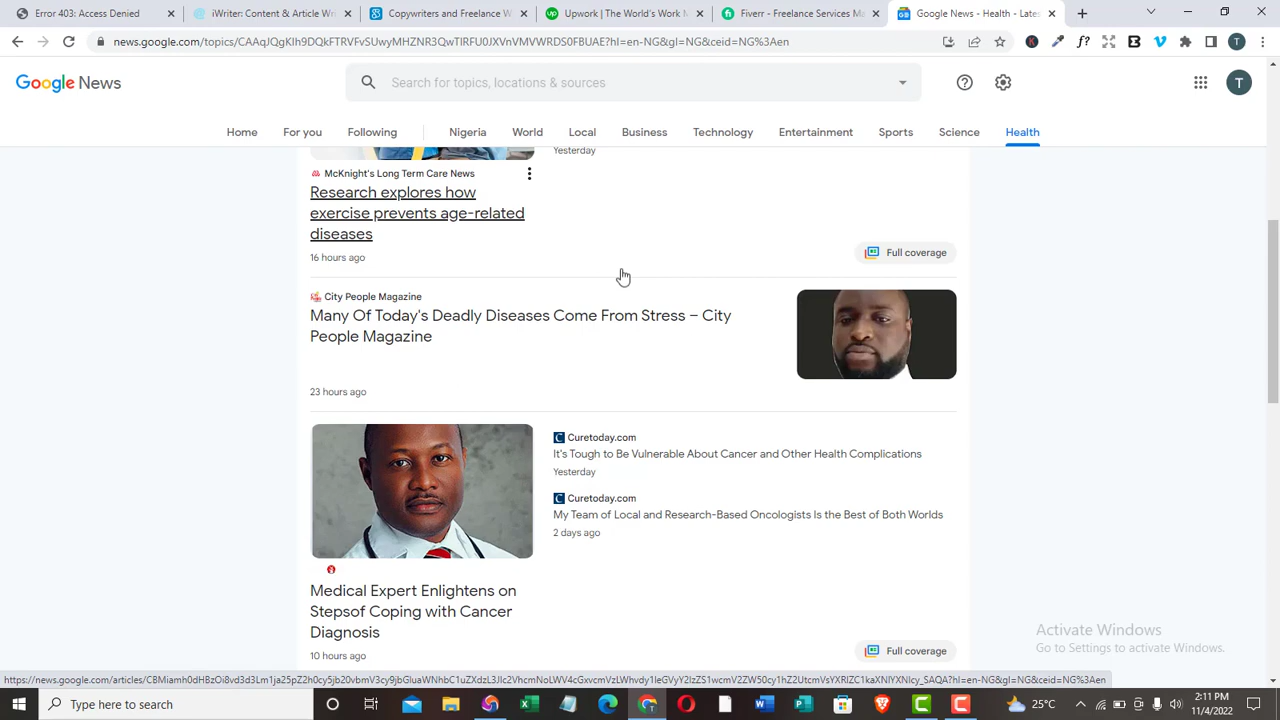 Error 403: Access Denied
iWriter: Content & Article Wr
Copywriters and Freelance W
Upwork | The World's Work M
Fiverr - Freelance Services Ma
Google News - Health - Lates
news.google.com/topics/CAAqIQgKIhtDQkFTRVFvSUwyMHZNR3QwTlRFU0JXVnVMVWRDS0FBUAE?hl=en-NG&gl=NG&ceid=NG%3Aen
Google News
Search for topics, locations & sources
T
Home
For you
Following
Nigeria
World
Local
Business
Technology
Entertainment
Sports
Science
Health
Yesterday
McKnight's Long Term Care News
Research explores how
exercise prevents age-related
diseases
16 hours ago
Full coverage
City People Magazine
Many Of Today's Deadly Diseases Come From Stress – City
People Magazine
23 hours ago
Curetoday.com
It's Tough to Be Vulnerable About Cancer and Other Health Complications
Yesterday
Curetoday.com
My Team of Local and Research-Based Oncologists Is the Best of Both Worlds
2 days ago
Medical Expert Enlightens on
Stepsof Coping with Cancer
Diagnosis
10 hours ago
Full coverage
Activate Windows
Go to Settings to activate Windows.
Type here to search
25°C
2:11 PM
11/4/2022